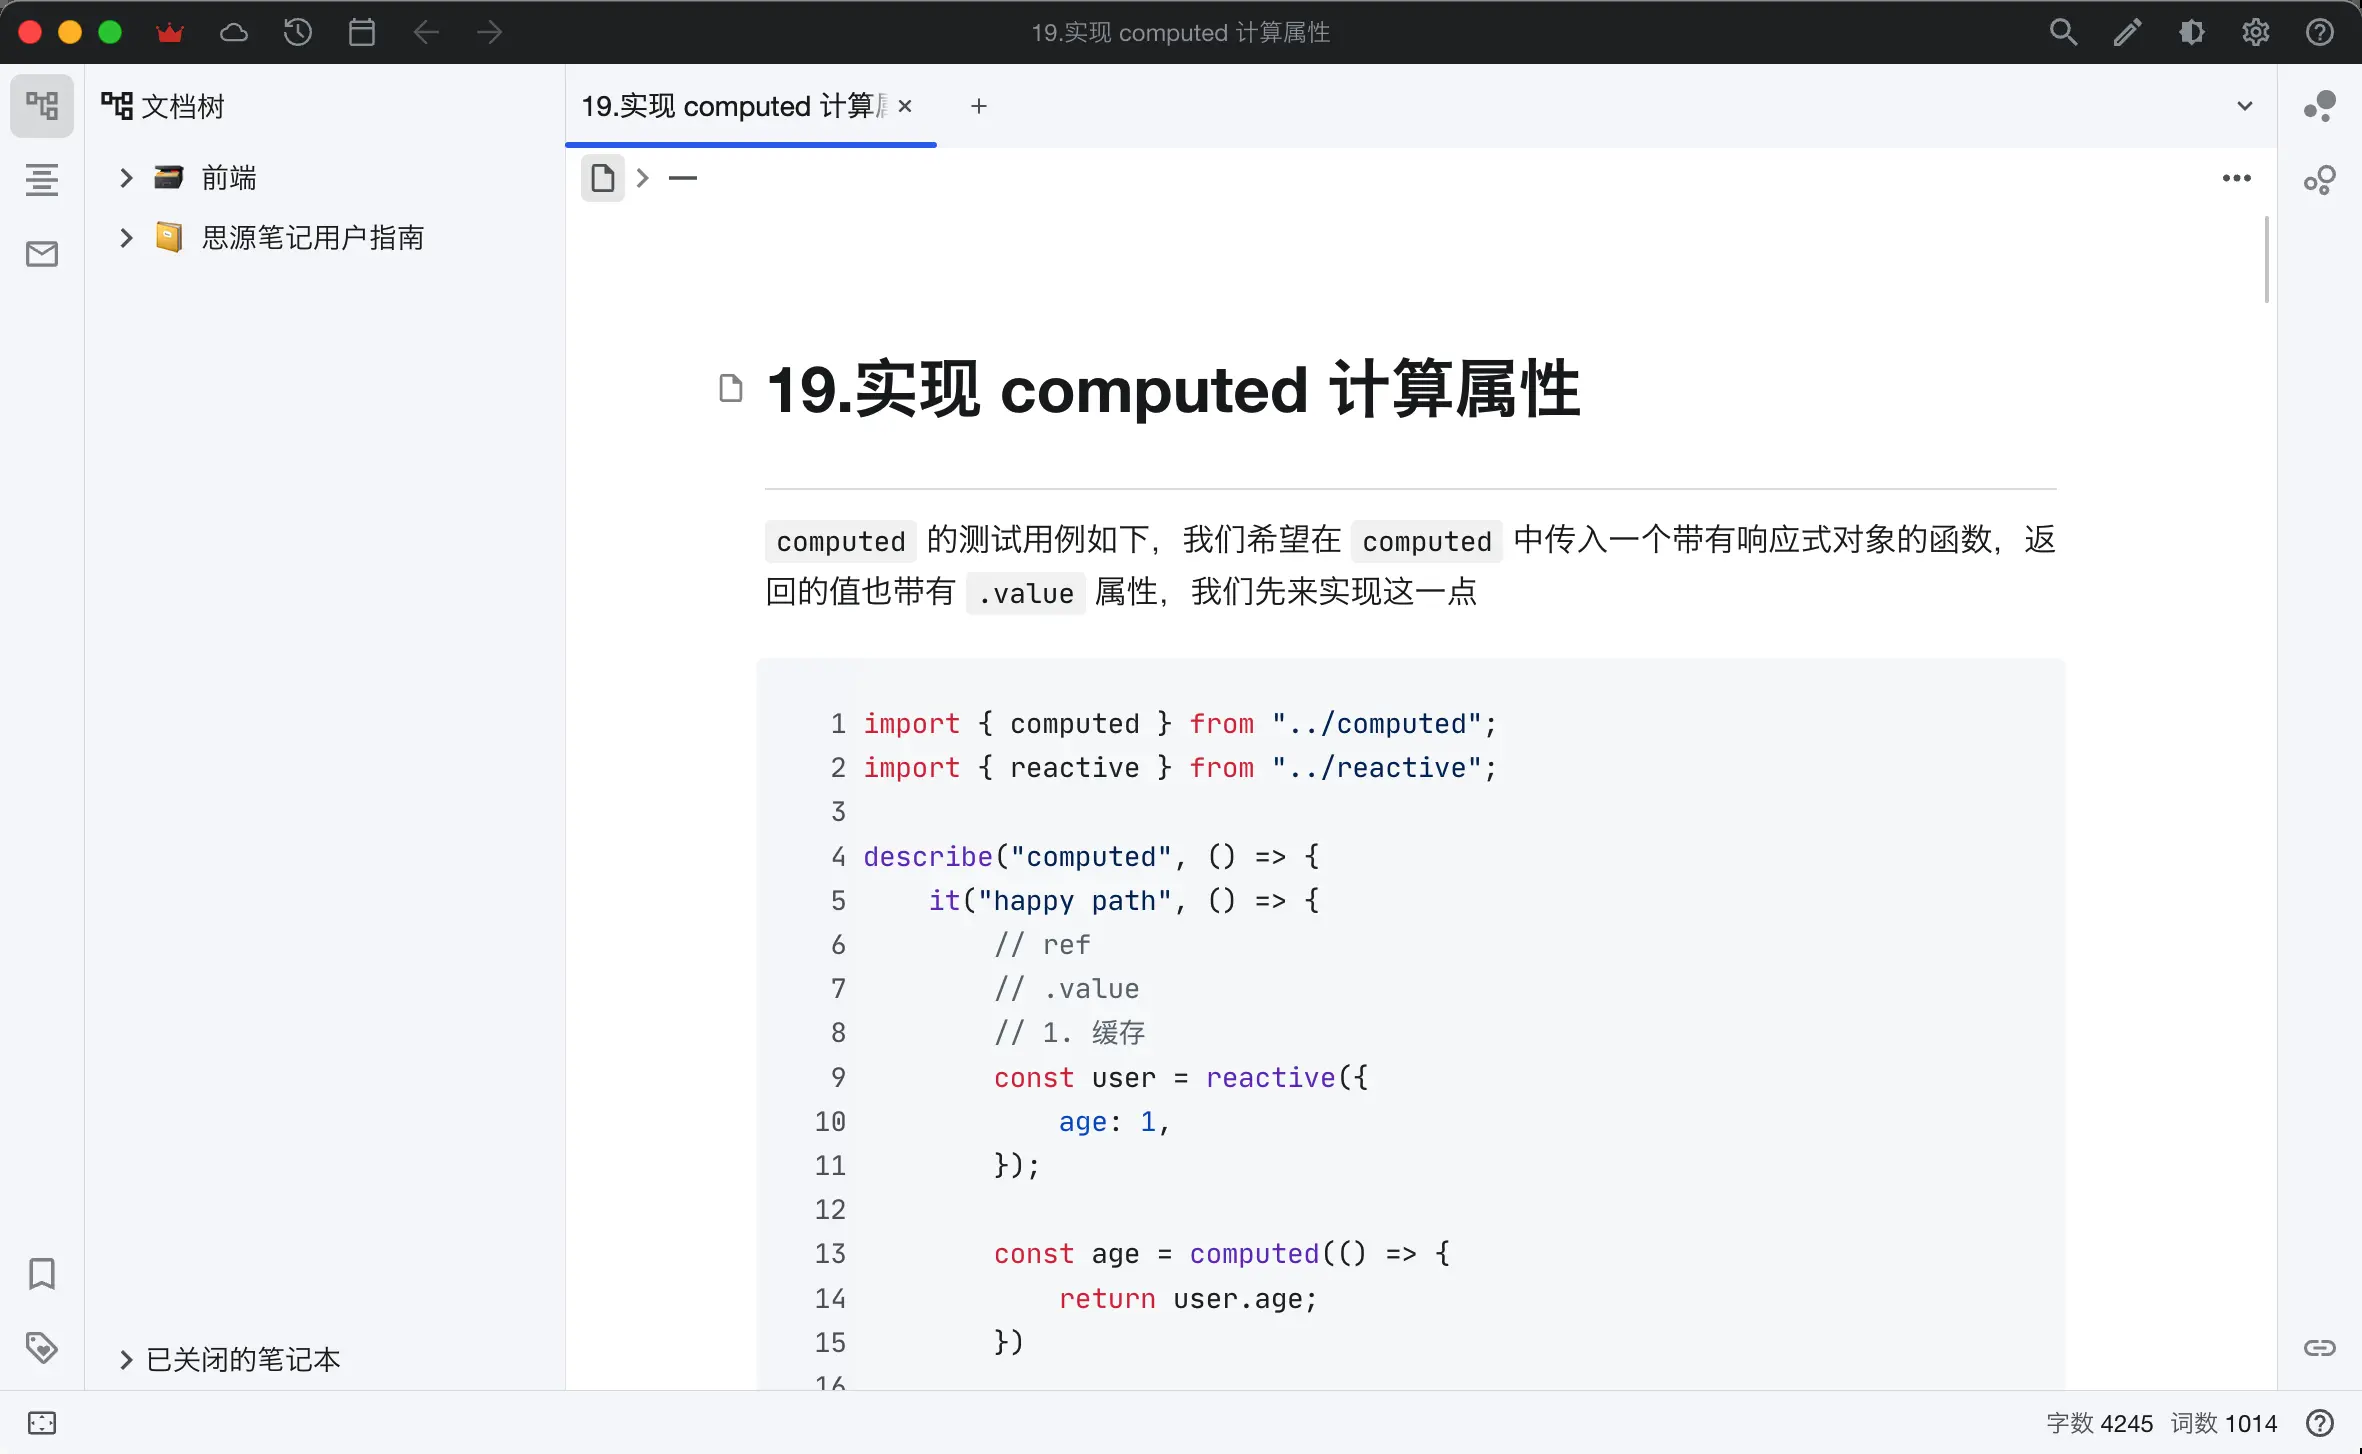 19.实现 computed 计算属性
文档树
前端
思源笔记用户指南
已关闭的笔记本
19.实现 computed 计算
19.实现 computed 计算属性
computed 的测试用例如下，我们希望在 computed 中传入一个带有响应式对象的函数，返
回的值也带有 .value 属性，我们先来实现这一点
1 import { computed } from "../computed";
2 import { reactive } from "../reactive";
3
4 describe("computed", () => {
5     it("happy path", () => {
6         // ref
7         // .value
8         // 1. 缓存
9         const user = reactive({
10             age: 1,
11         });
12
13         const age = computed(() => {
14             return user.age;
15         })
16
字数 4245 词数 1014